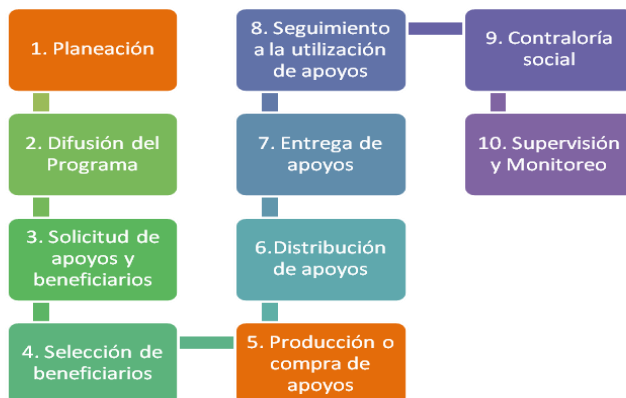 1. Planeación
2. Difusión del
Programa
3. Solicitud de
apoyos y
beneficiarios
4. Selección de
beneficiarios
5. Producción o
compra de
apoyos
6.Distribución
de apoyos
7. Entrega de
apoyos
8. Seguimiento
a la utilización
de apoyos
9. Contraloría
social
10. Supervisión
y Monitoreo